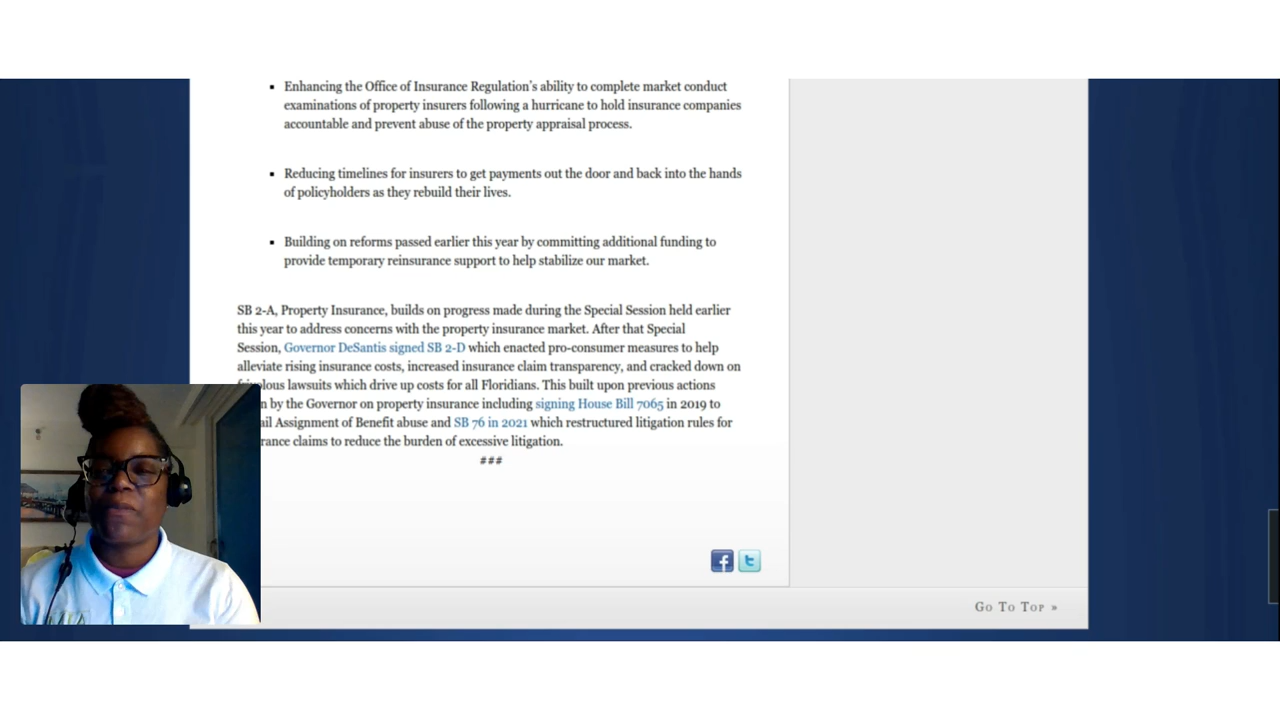 Enhancing the Office of Insurance Regulation's ability to complete market conduct
examinations of property insurers following a hurricane to hold insurance companies
accountable and prevent abuse of the property appraisal process.
Reducing timelines for insurers to get payments out the door and back into the hands
of policyholders as they rebuild their lives.
Building on reforms passed earlier this year by committing additional funding to
provide temporary reinsurance support to help stabilize our market.
SB 2-A, Property Insurance, builds on progress made during the Special Session held earlier
this year to address concerns with the property insurance market. After that Special
Session, Governor DeSantis signed SB 2-D which enacted pro-consumer measures to help
alleviate rising insurance costs, increased insurance claim transparency, and cracked down on
lawsuits which drive up costs for all Floridians. This built upon previous actions
by the Governor on property insurance including signing House Bill 7065 in 2019 to
Assignment of Benefit abuse and SB 76 in 2021 which restructured litigation rules for
claims to reduce the burden of excessive litigation.
###
Go To Top »